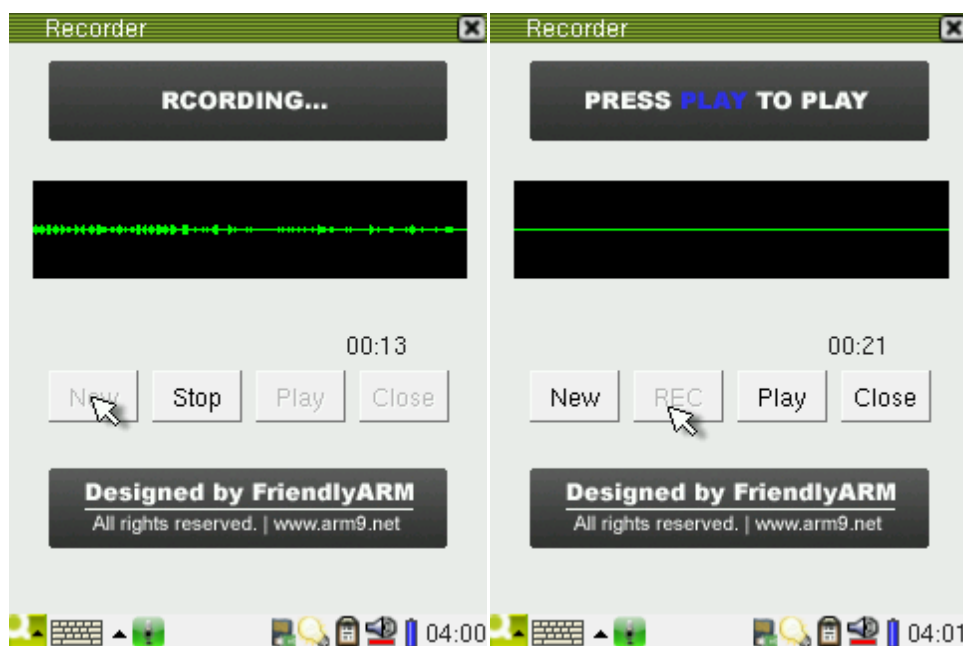 Recorder
RCORDING...
00:13
New Stop Play Close
Designed by FriendlyARM
All rights reserved. | www.arm9.net
04:00
Recorder
PRESS PLAY TO PLAY
00:21
New REC Play Close
Designed by FriendlyARM
All rights reserved. | www.arm9.net
04:01